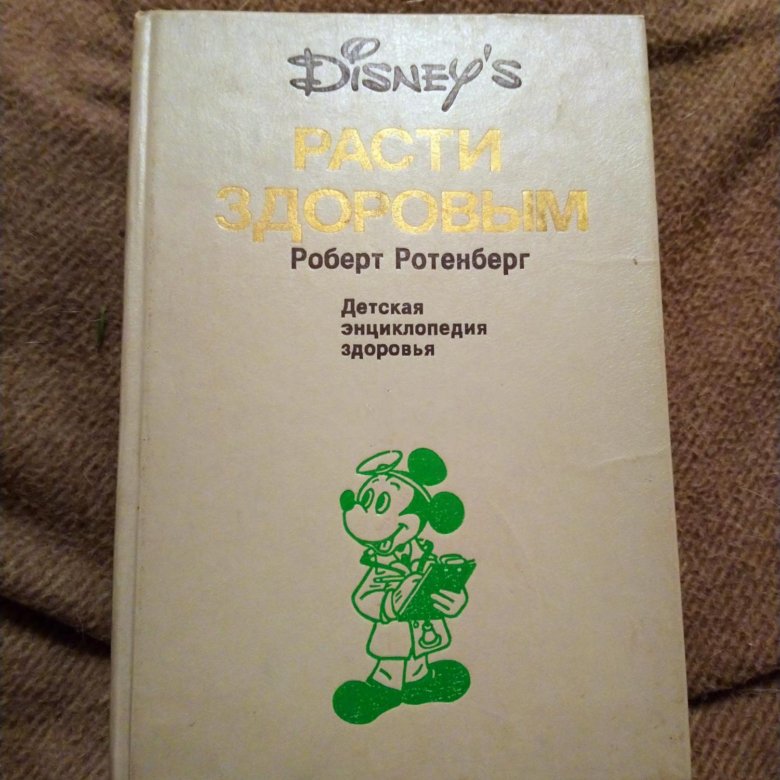 Disney's
РАСТИ
ЗДОРОВЫМ
Роберт Ротенберг
Детская
энциклопедия
здоровья